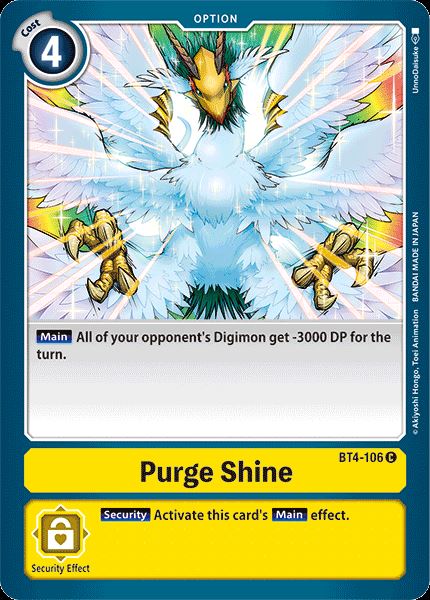 OPTION
Cost
4
UnnoDaisuke
© Akiyoshi Hongo, Toei Animation BANDAI MADE IN JAPAN
Main All of your opponent's Digimon get -3000 DP for the
turn.
BT4-106 C
Purge Shine
Security Activate this card's Main effect.
Security Effect